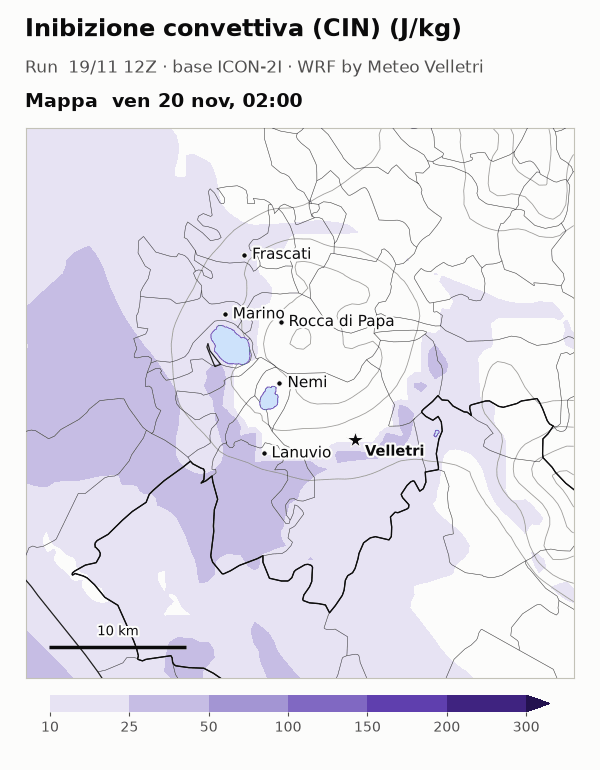 Inibizione convettiva (CIN) (J/kg)
Run  19/11 12Z · base ICON-2I · WRF by Meteo Velletri
Mappa  ven 20 nov, 02:00
Frascati
Marino
Rocca di Papa
Nemi
Velletri
Lanuvio
10 km
10 25 50 100 150 200 300